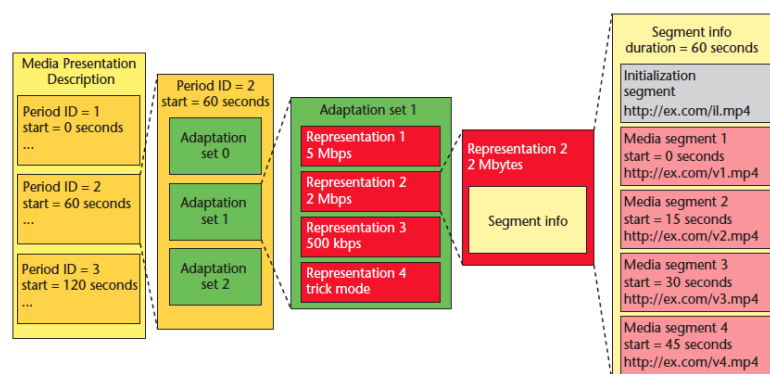 Media Presentation
Description
Period ID = 1
start = 0 seconds
...
Period ID = 2
start = 60 seconds
...
Period ID = 3
start = 120 seconds
...
Period ID = 2
start = 60 seconds
Adaptation
set 0
Adaptation
set 1
Adaptation
set 2
Adaptation set 1
Representation 1
5 Mbps
Representation 2
2 Mbps
Representation 3
500 kbps
Representation 4
trick mode
Representation 2
2 Mbytes
Segment info
Segment info
duration = 60 seconds
Initialization
segment
http://ex.com/il.mp4
Media segment 1
start = 0 seconds
http://ex.com/v1.mp4
Media segment 2
start = 15 seconds
http://ex.com/v2.mp4
Media segment 3
start = 30 seconds
http://ex.com/v3.mp4
Media segment 4
start = 45 seconds
http://ex.com/v4.mp4